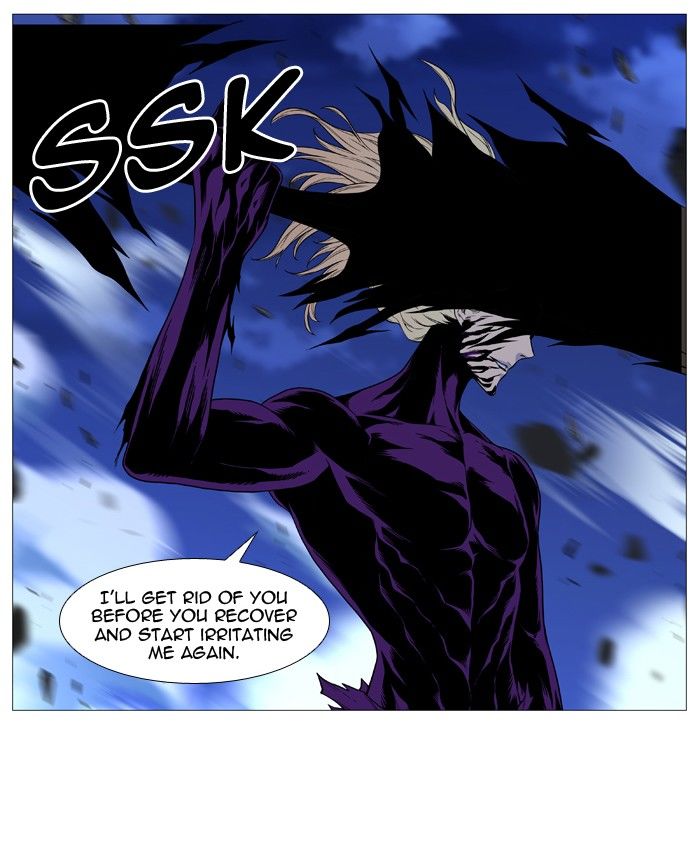 SSK
I'LL GET RID OF YOU
BEFORE YOU RECOVER
AND START IRRITATING
ME AGAIN.